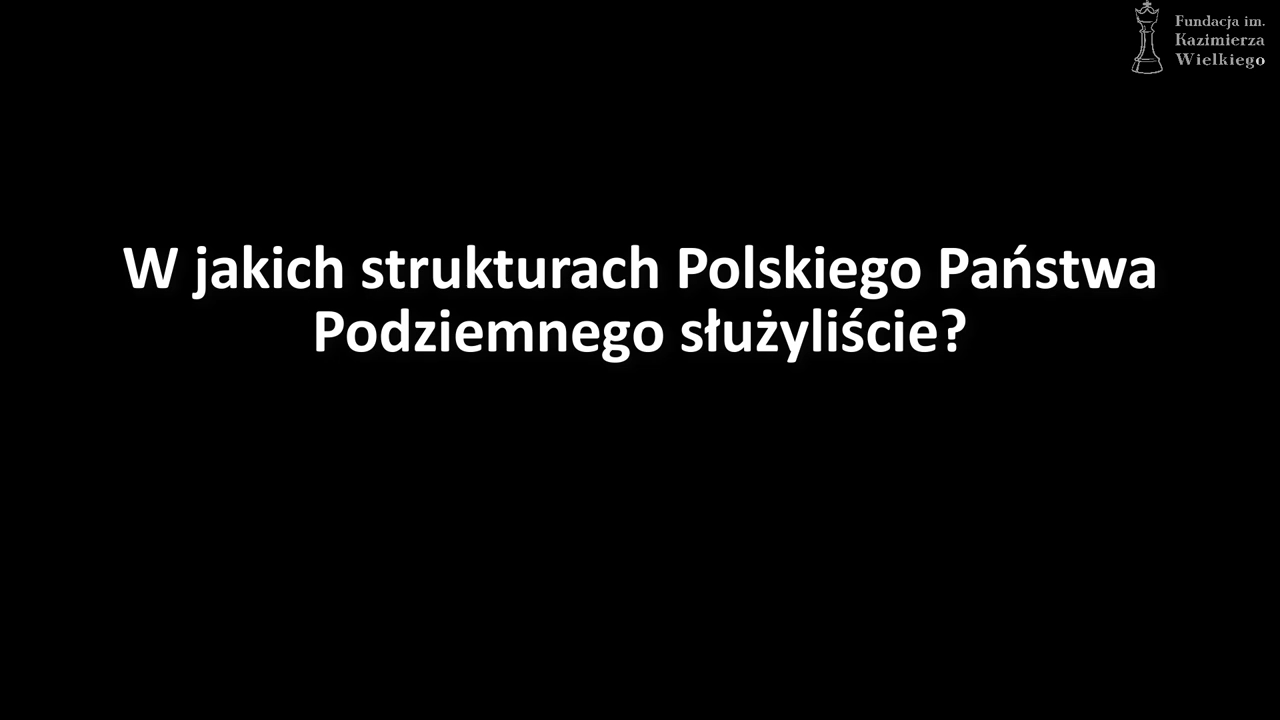 Fundacja im.
Kazimierza
Wielkiego
W jakich strukturach Polskiego Państwa
Podziemnego służyliście?